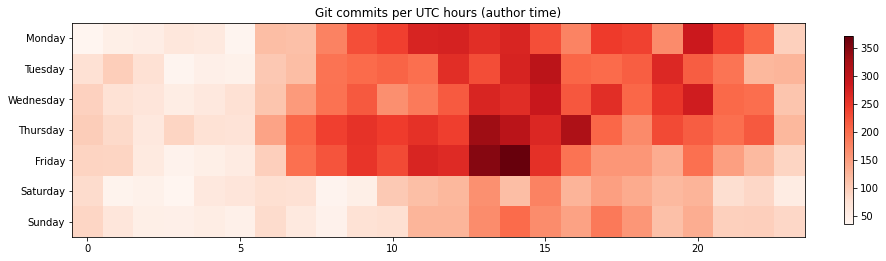 Git commits per UTC hours (author time)
Monday
Tuesday
Wednesday
Thursday
Friday
Saturday
Sunday
0 5 10 15 20
350
300
250
200
150
100
50